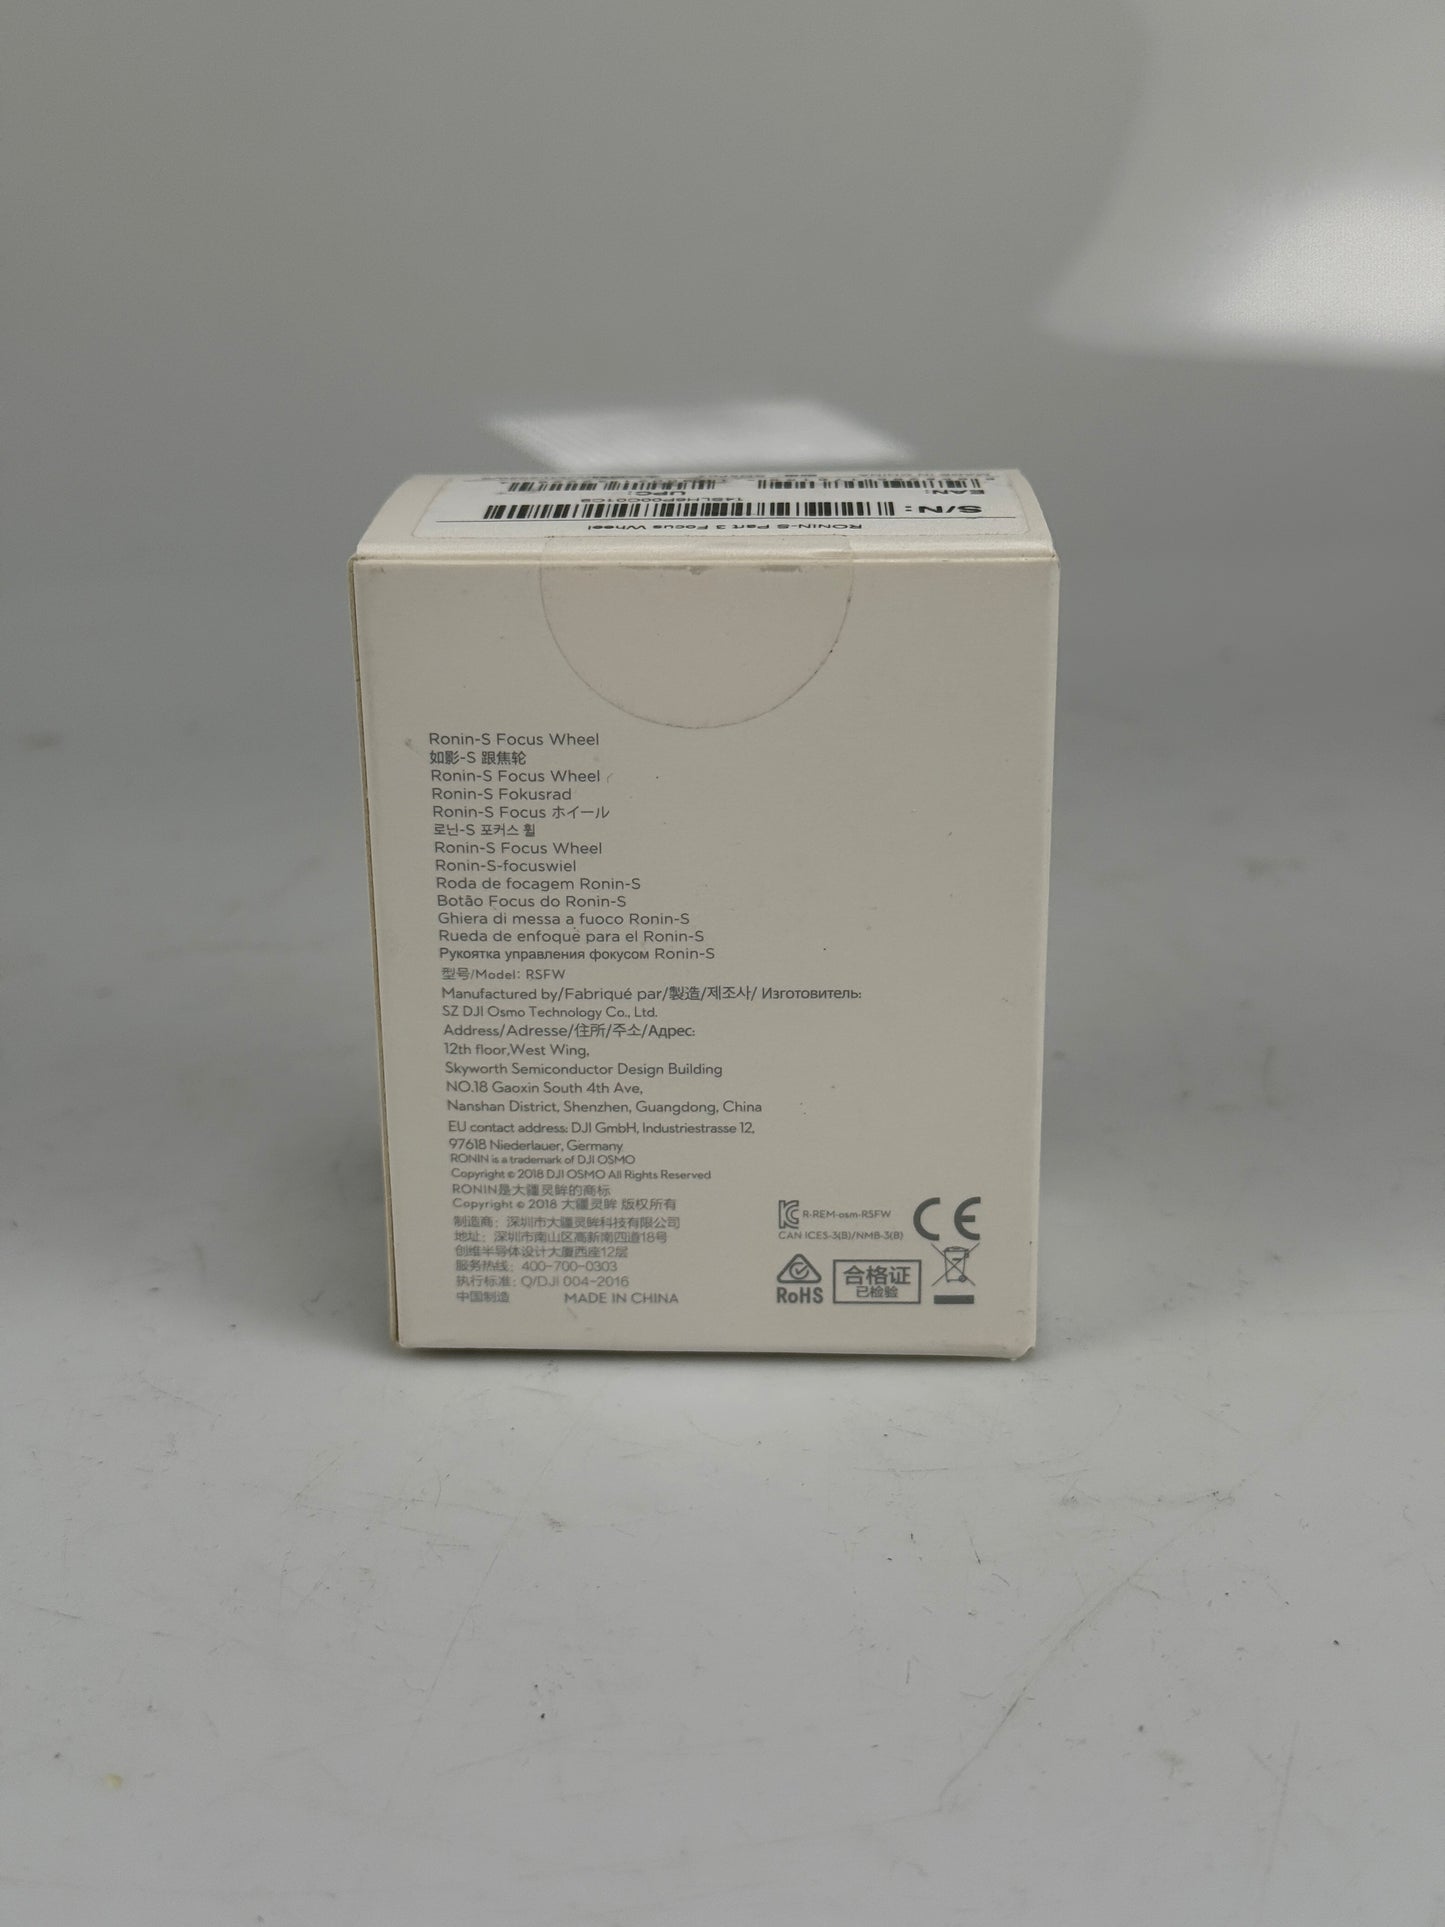 RONIN-S Part 3 Focus Wheel
S/N:
EAN:
UPC:
Ronin-S Focus Wheel
如影-S 跟焦轮
Ronin-S Focus Wheel
Ronin-S Fokusrad
Ronin-S Focus ホイール
로닌-S 포커스 휠
Ronin-S Focus Wheel
Ronin-S-focuswiel
Roda de focagem Ronin-S
Botão Focus do Ronin-S
Ghiera di messa a fuoco Ronin-S
Rueda de enfoque para el Ronin-S
Рукоятка управления фокусом Ronin-S
型号/Model: RSFW
Manufactured by/Fabriqué par/製造/제조사/ Изготовитель:
SZ DJI Osmo Technology Co., Ltd.
Address/Adresse/住所/주소/Адрес:
12th floor,West Wing,
Skyworth Semiconductor Design Building
NO.18 Gaoxin South 4th Ave,
Nanshan District, Shenzhen, Guangdong, China
EU contact address: DJI GmbH, Industriestrasse 12,
97618 Niederlauer, Germany
RONIN is a trademark of DJI OSMO
Copyright © 2018 DJI OSMO All Rights Reserved
RONIN是大疆灵眸的商标
Copyright © 2018 大疆灵眸 版权所有
制造商：深圳市大疆灵眸科技有限公司
地址：深圳市南山区高新南四道18号
创维半导体设计大厦西座12层
服务热线：400-700-0303
执行标准：Q/DJI 004-2016
中国制造 MADE IN CHINA
R-REM-osm-RSFW
CAN ICES-3(B)/NMB-3(B)
CE
RoHS
合格证
已检验